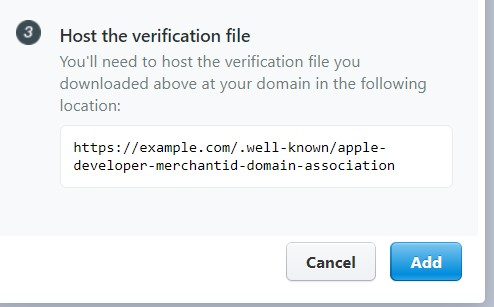 3 Host the verification file
You'll need to host the verification file you
downloaded above at your domain in the following
location:
https://example.com/.well-known/apple-
developer-merchantid-domain-association
Cancel Add